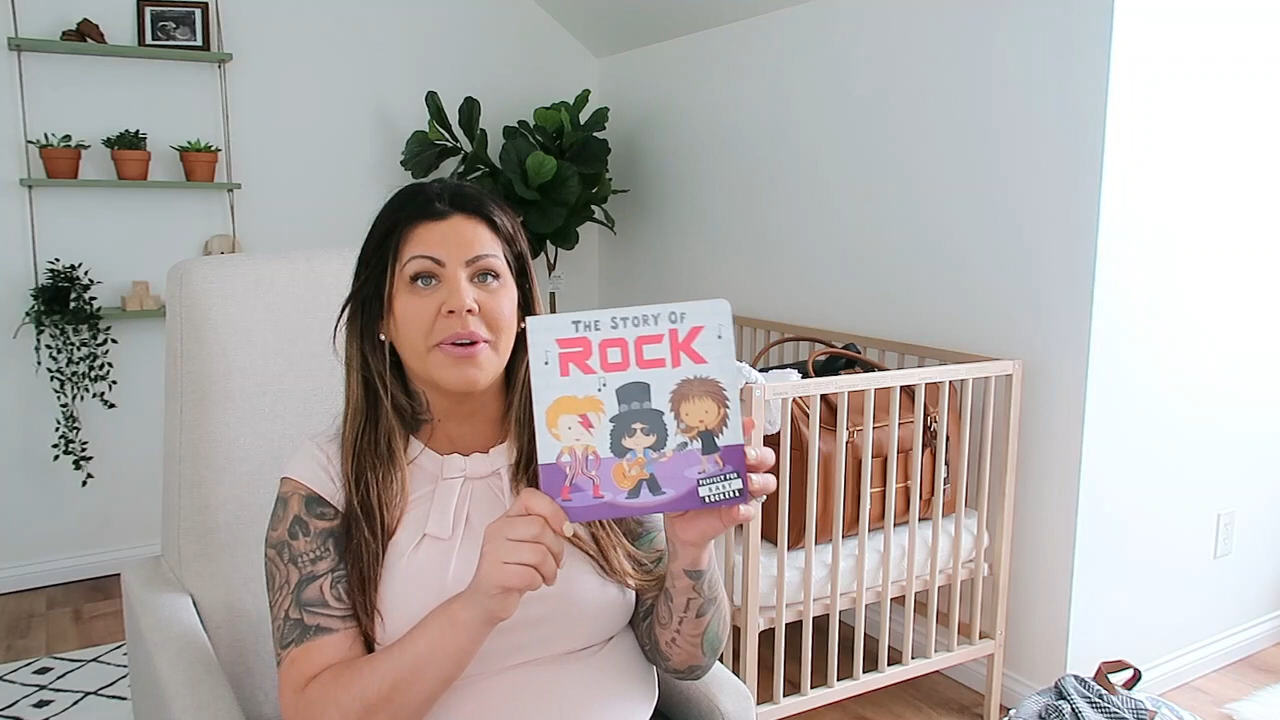 THE STORY OF
ROCK
PERFECT FOR
BABY
ROCKERS